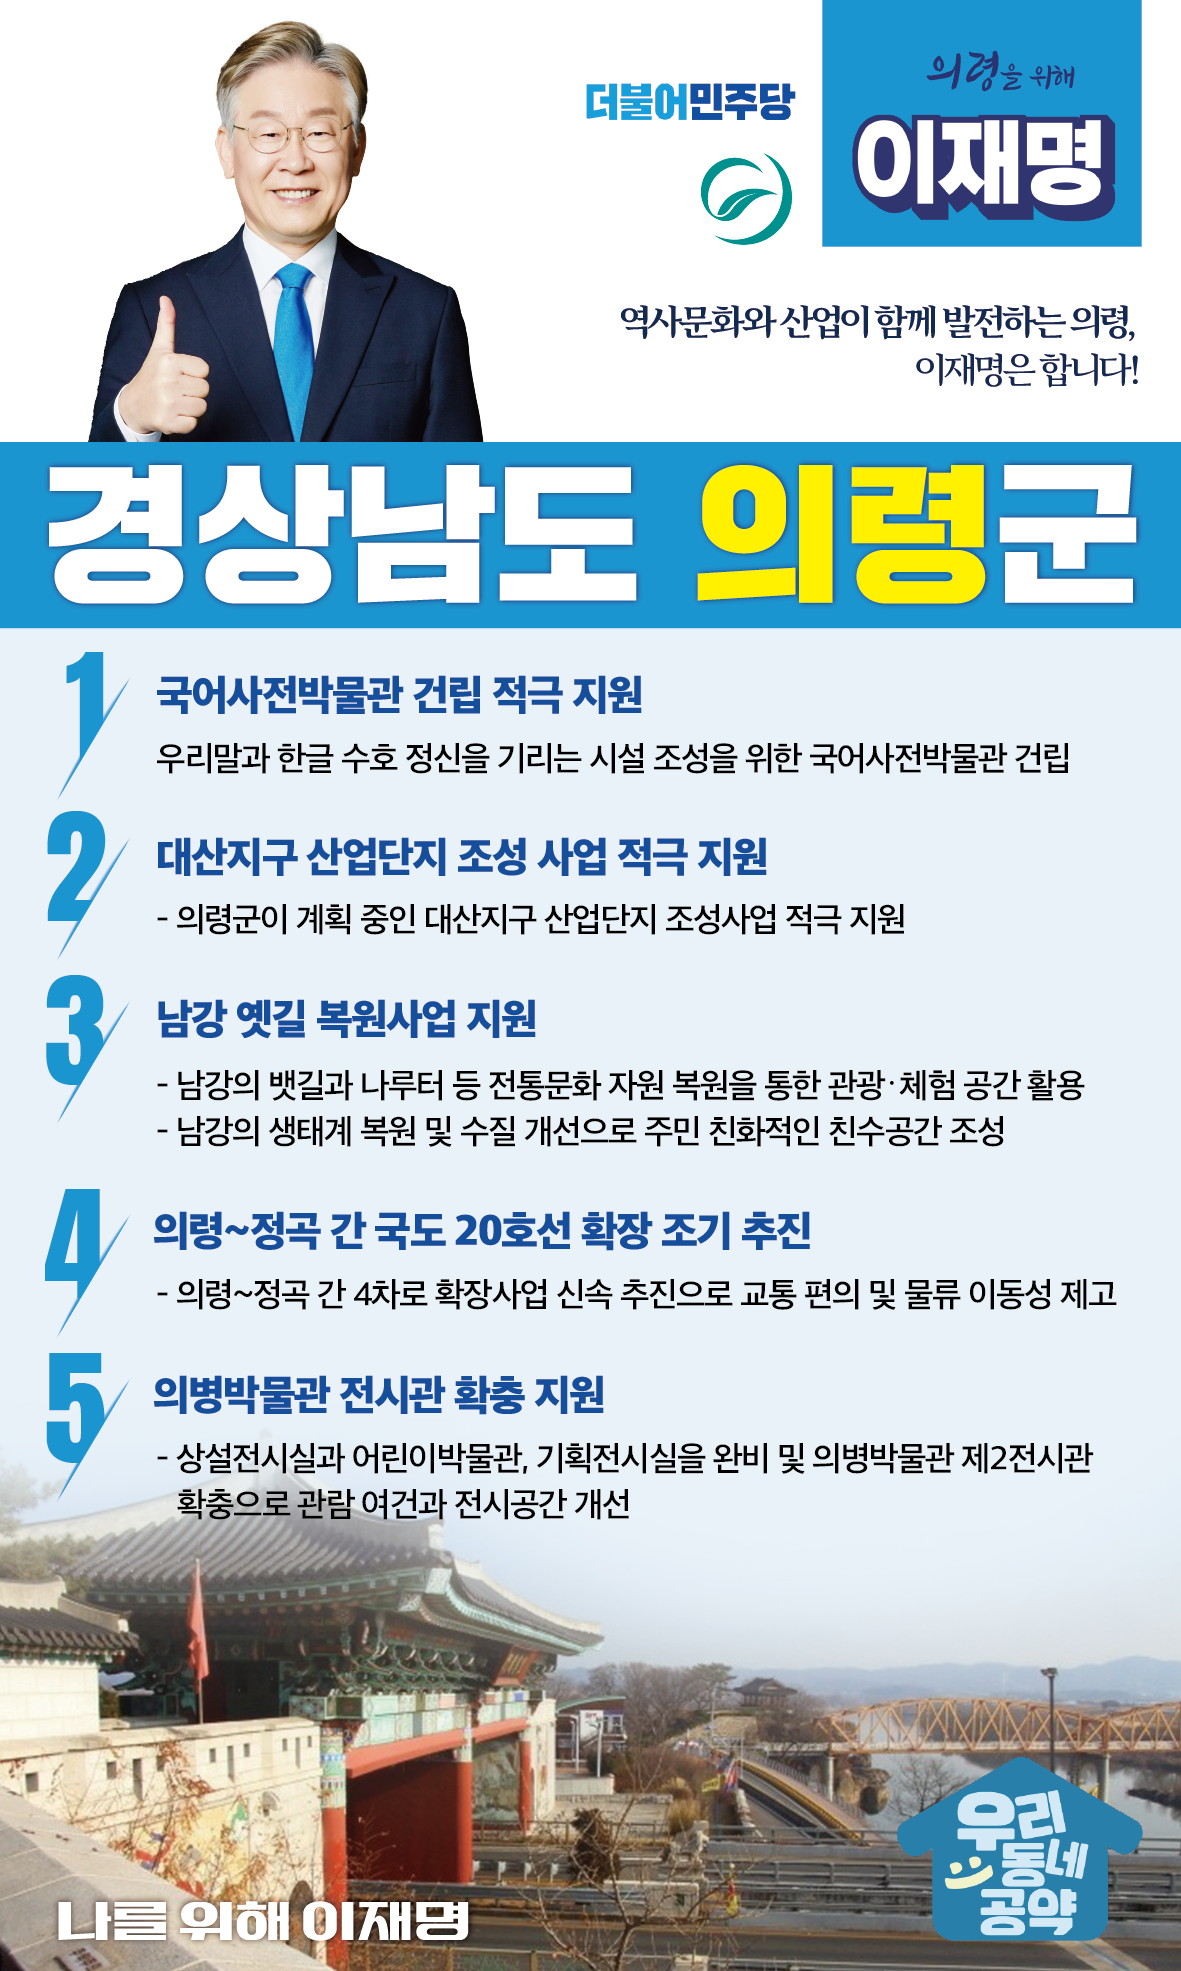 더불어민주당
의령을 위해
이재명
역사문화와 산업이 함께 발전하는 의령,
이재명은 합니다!
경상남도 의령군
1
국어사전박물관 건립 적극 지원
우리말과 한글 수호 정신을 기리는 시설 조성을 위한 국어사전박물관 건립
2
대산지구 산업단지 조성 사업 적극 지원
- 의령군이 계획 중인 대산지구 산업단지 조성사업 적극 지원
3
남강 옛길 복원사업 지원
- 남강의 뱃길과 나루터 등 전통문화 자원 복원을 통한 관광·체험 공간 활용
- 남강의 생태계 복원 및 수질 개선으로 주민 친화적인 친수공간 조성
4
의령~정곡 간 국도 20호선 확장 조기 추진
- 의령~정곡 간 4차로 확장사업 신속 추진으로 교통 편의 및 물류 이동성 제고
5
의병박물관 전시관 확충 지원
- 상설전시실과 어린이박물관, 기획전시실을 완비 및 의병박물관 제2전시관
확충으로 관람 여건과 전시공간 개선
우리
동네
공약
나를 위해 이재명